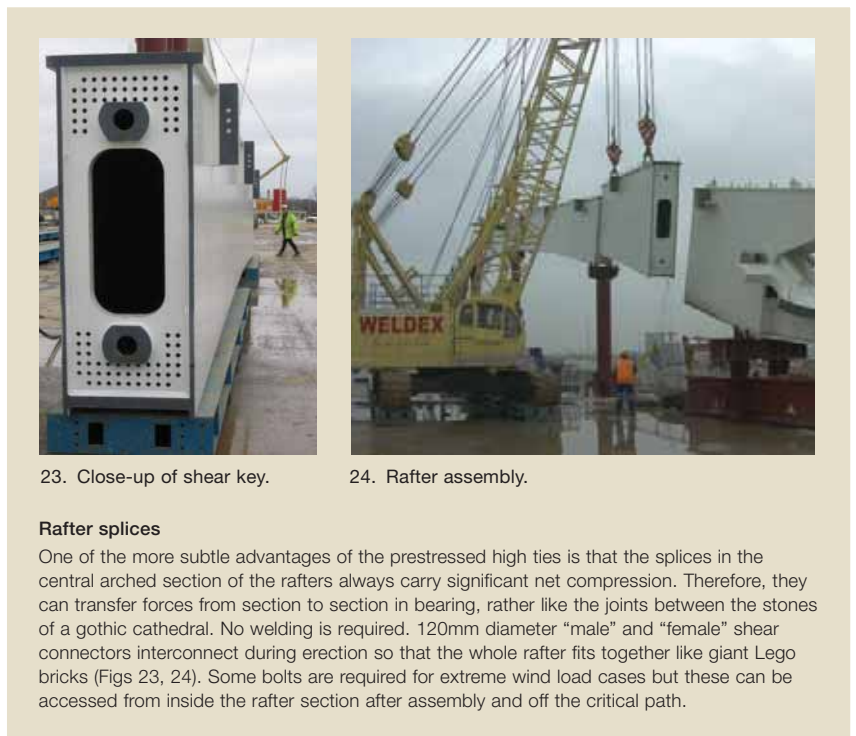 WELDEX
23. Close-up of shear key.
24. Rafter assembly.
Rafter splices
One of the more subtle advantages of the prestressed high ties is that the splices in the
central arched section of the rafters always carry significant net compression. Therefore, they
can transfer forces from section to section in bearing, rather like the joints between the stones
of a gothic cathedral. No welding is required. 120mm diameter “male” and “female” shear
connectors interconnect during erection so that the whole rafter fits together like giant Lego
bricks (Figs 23, 24). Some bolts are required for extreme wind load cases but these can be
accessed from inside the rafter section after assembly and off the critical path.